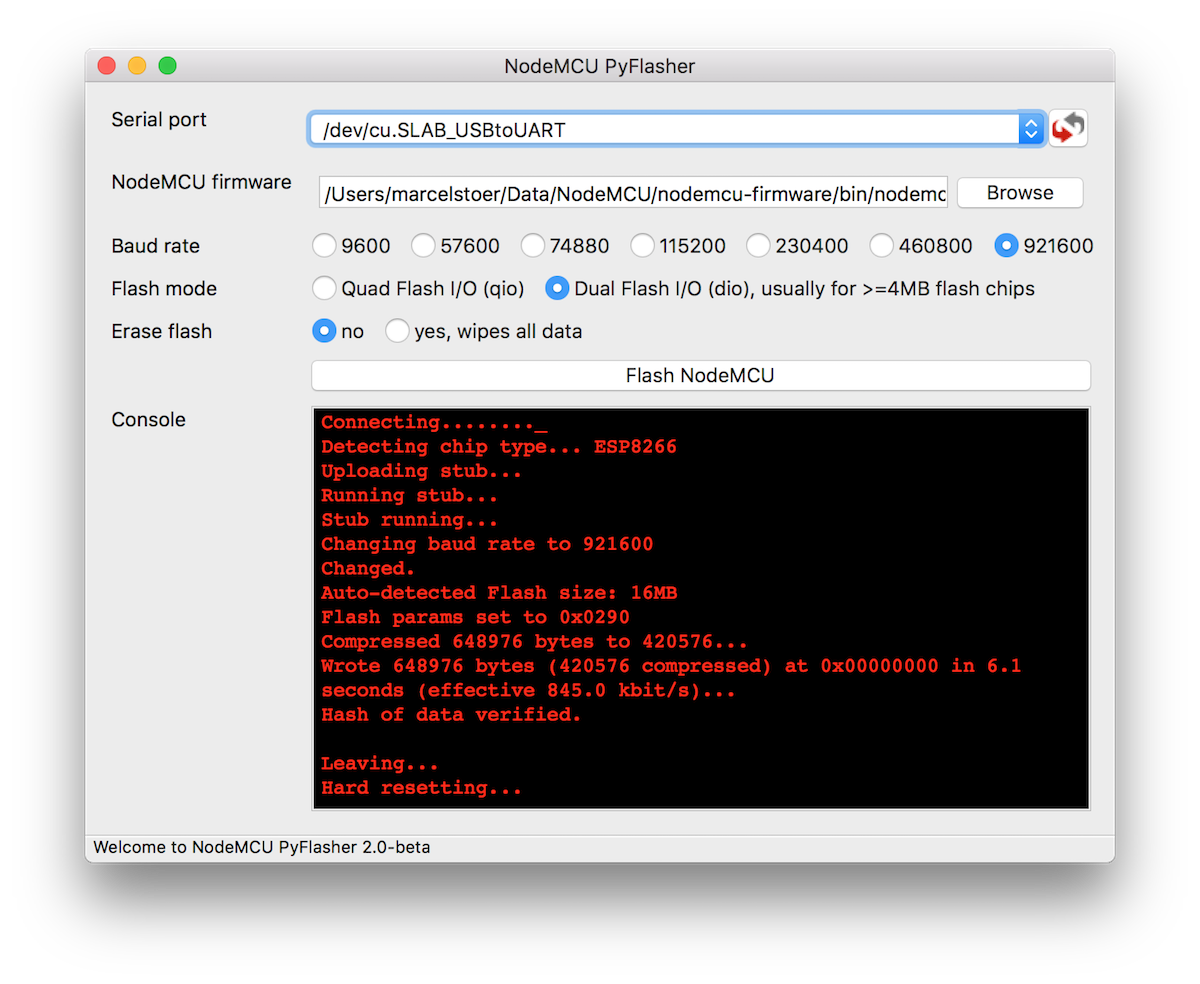 NodeMCU PyFlasher
Serial port
/dev/cu.SLAB_USBtoUART
NodeMCU firmware
/Users/marcelstoer/Data/NodeMCU/nodemcu-firmware/bin/nodemc
Browse
Baud rate
9600 57600 74880 115200 230400 460800 921600
Flash mode
Quad Flash I/O (qio) Dual Flash I/O (dio), usually for >=4MB flash chips
Erase flash
no yes, wipes all data
Flash NodeMCU
Console
Connecting........_
Detecting chip type... ESP8266
Uploading stub...
Running stub...
Stub running...
Changing baud rate to 921600
Changed.
Auto-detected Flash size: 16MB
Flash params set to 0x0290
Compressed 648976 bytes to 420576...
Wrote 648976 bytes (420576 compressed) at 0x00000000 in 6.1
seconds (effective 845.0 kbit/s)...
Hash of data verified.
Leaving...
Hard resetting...
Welcome to NodeMCU PyFlasher 2.0-beta